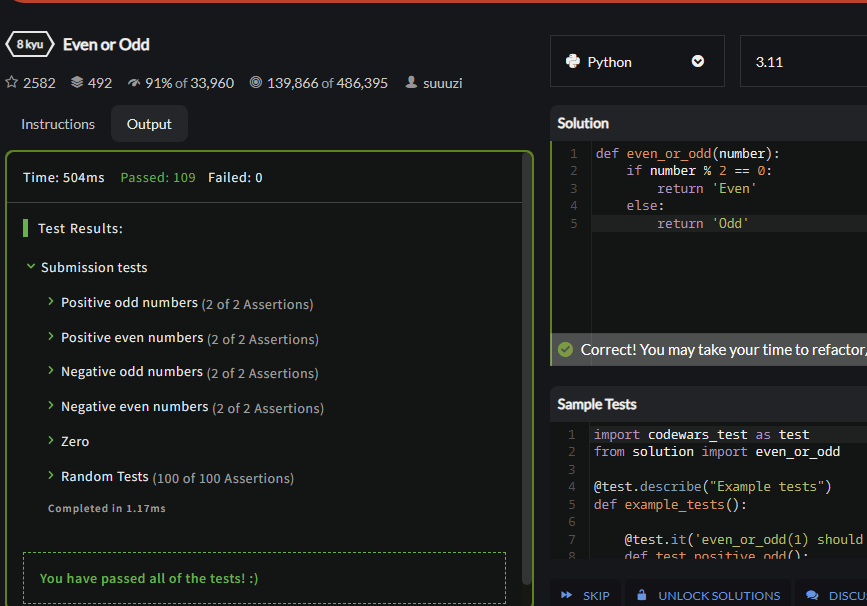 8 kyu Even or Odd
2582 492 91% of 33,960 139,866 of 486,395 suuuzi
Instructions Output
Time: 504ms Passed: 109 Failed: 0
Test Results:
Submission tests
Positive odd numbers (2 of 2 Assertions)
Positive even numbers (2 of 2 Assertions)
Negative odd numbers (2 of 2 Assertions)
Negative even numbers (2 of 2 Assertions)
Zero
Random Tests (100 of 100 Assertions)
Completed in 1.17ms
You have passed all of the tests! :)
Python 3.11
Solution
1 def even_or_odd(number):
2 if number % 2 == 0:
3 return 'Even'
4 else:
5 return 'Odd'
Correct! You may take your time to refactor/
Sample Tests
1 import codewars_test as test
2 from solution import even_or_odd
3
4 @test.describe("Example tests")
5 def example_tests():
6
7 @test.it('even_or_odd(1) should
8 def test_positive_odd():
SKIP UNLOCK SOLUTIONS DISCU